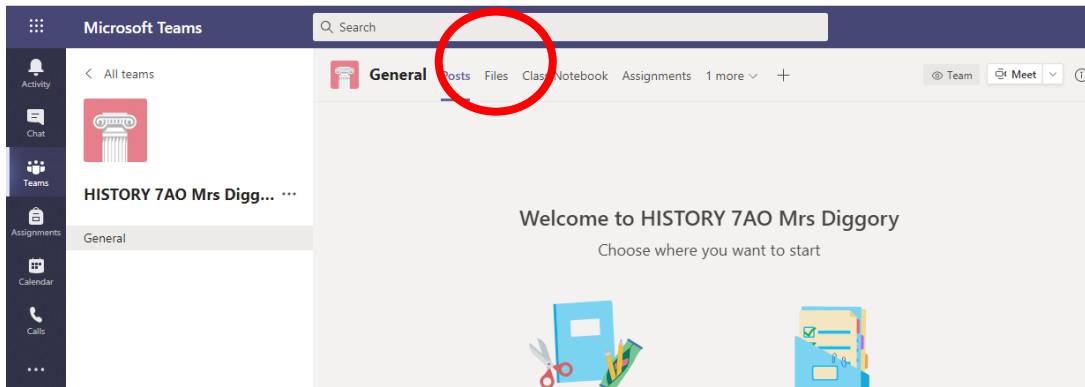 Microsoft Teams
Search
Activity
Chat
Teams
Assignments
Calendar
Calls
All teams
HISTORY 7AO Mrs Digg...
General
General Posts Files Class Notebook Assignments 1 more
Team Meet
Welcome to HISTORY 7AO Mrs Diggory
Choose where you want to start